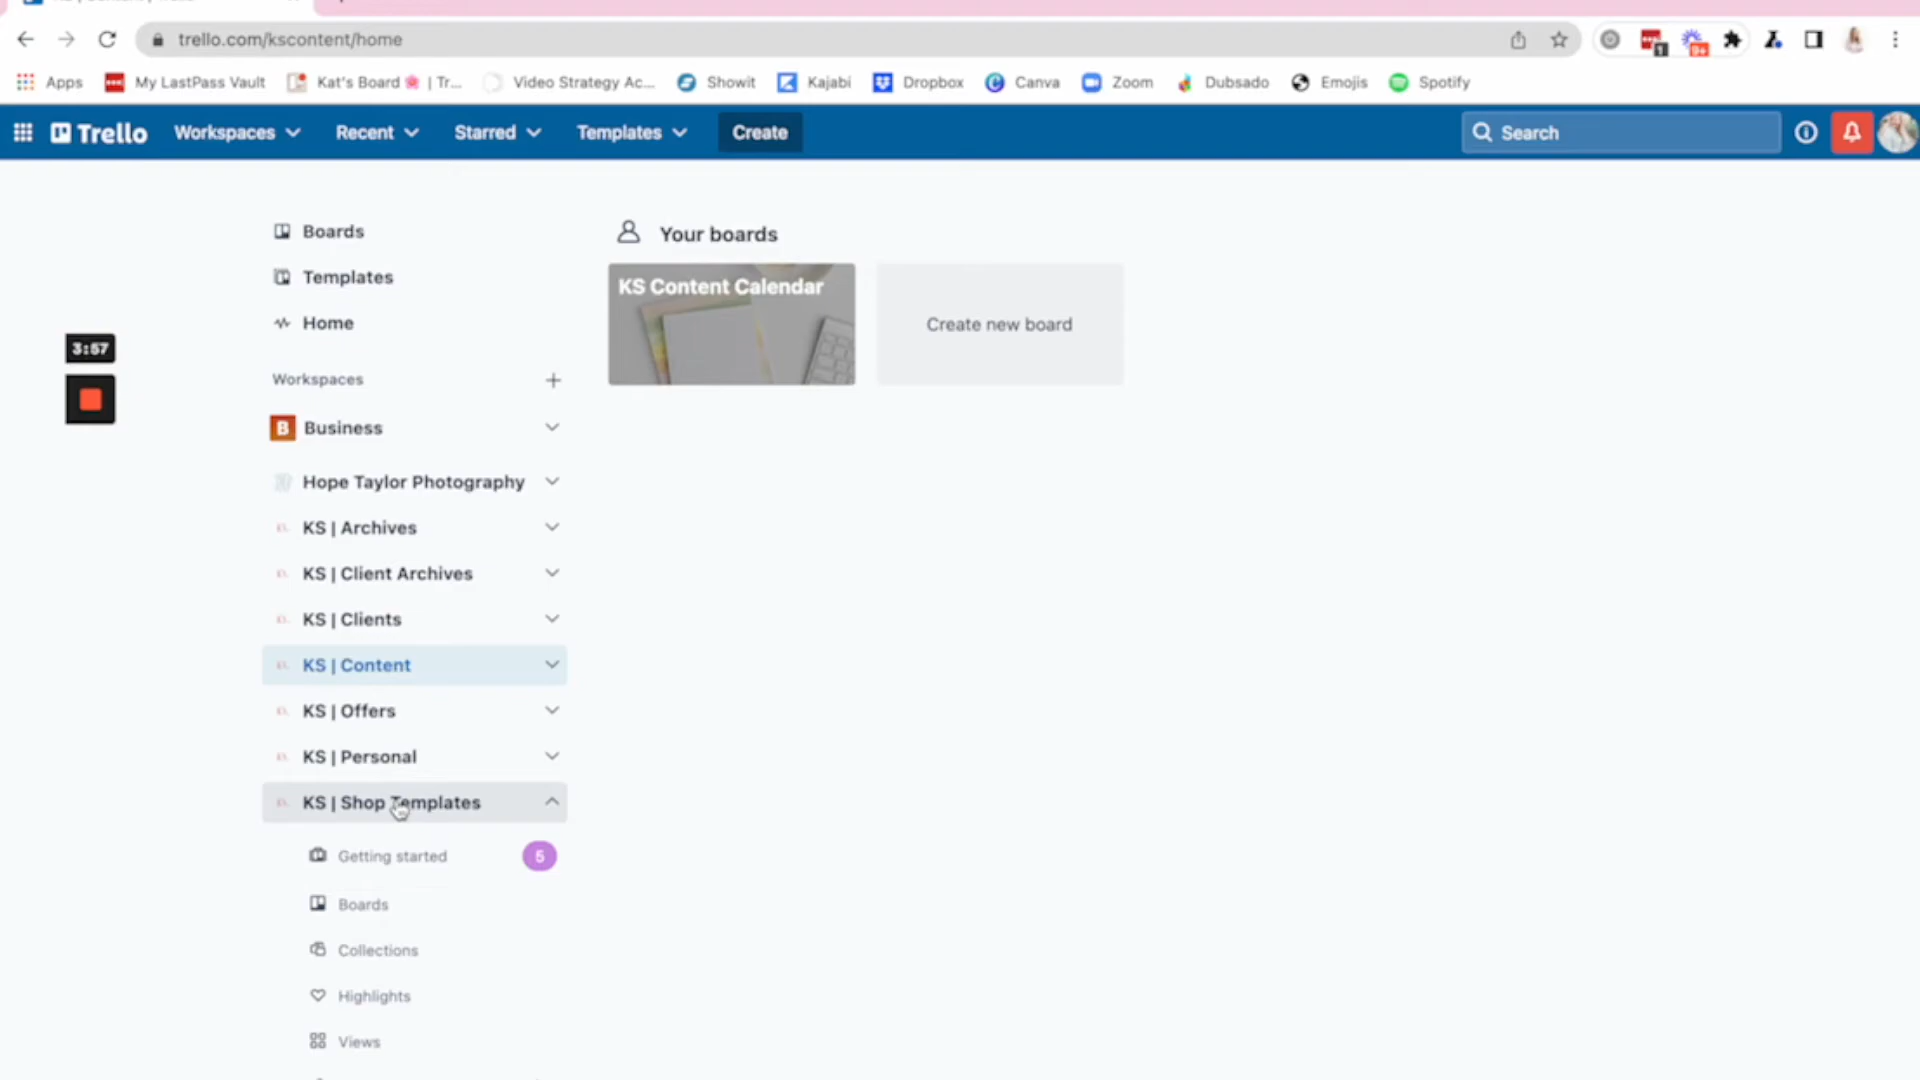 trello.com/kscontent/home
1
9+
Apps
My LastPass Vault
Kat's Board 🌸 | Tr...
Video Strategy Ac...
Showit
Kajabi
Dropbox
Canva
Zoom
Dubsado
Emojis
Spotify
Trello
Workspaces
Recent
Starred
Templates
Create
Search
Boards
Templates
Home
Workspaces
B Business
Hope Taylor Photography
KS | Archives
KS | Client Archives
KS | Clients
KS | Content
KS | Offers
KS | Personal
KS | Shop Templates
Getting started
5
Boards
Collections
Highlights
Views
Your boards
KS Content Calendar
Create new board
3:57